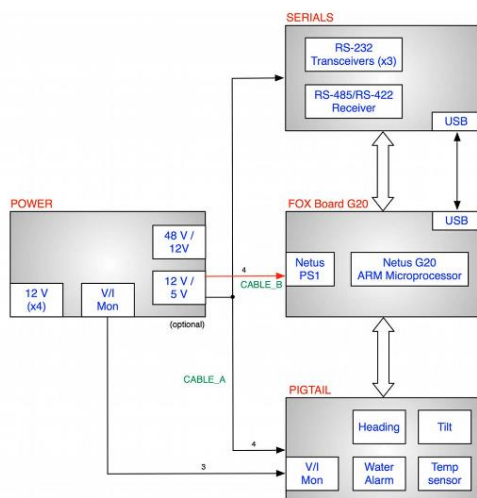 SERIALS
RS-232
Transceivers (x3)
RS-485/RS-422
Receiver
USB
FOX Board G20
USB
Netus
PS1
Netus G20
ARM Microprocessor
POWER
48 V /
12V
12 V /
5 V
12 V
(x4)
V/I
Mon
(optional)
4
CABLE_B
CABLE_A
4
3
PIGTAIL
Heading
Tilt
V/I
Mon
Water
Alarm
Temp
sensor